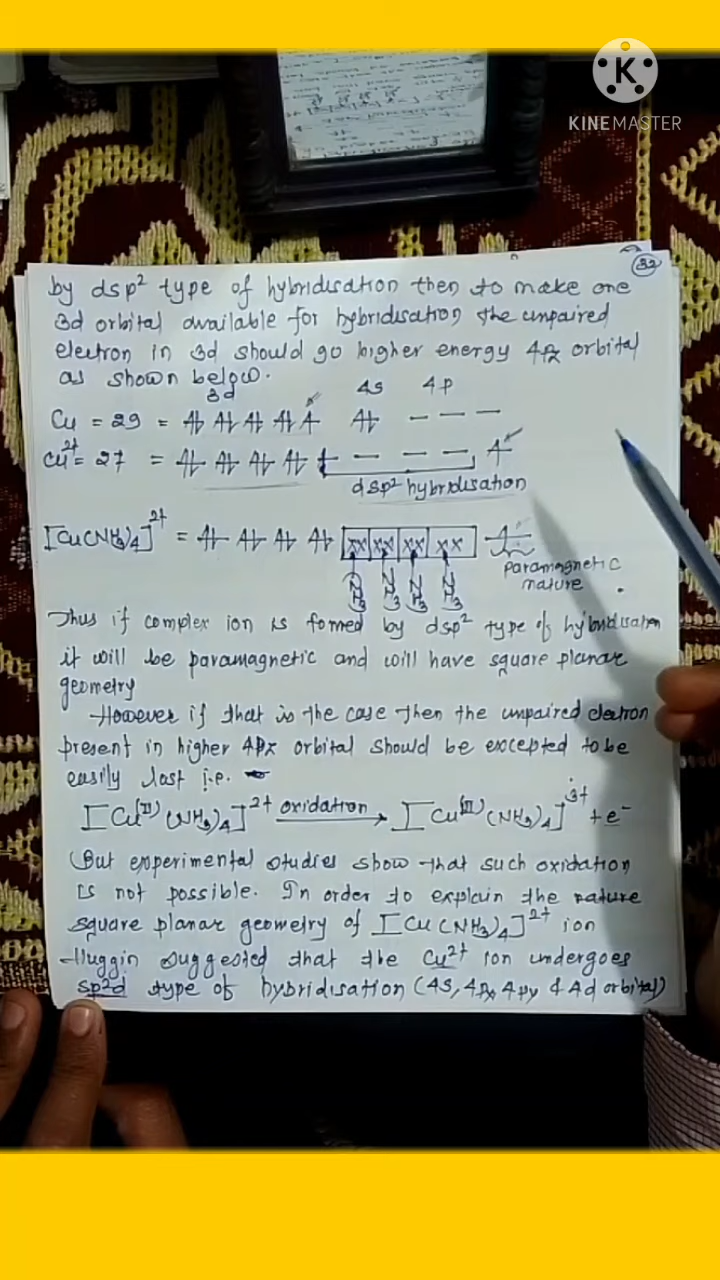 KINEMASTER
32
by dsp² type of hybridisation then to make one
3d orbital available for hybridisation the unpaired
electron in 3d should go higher energy 4pz orbital
as shown below.
3d 4s 4p
Cu = 29 =
Cu²⁺ = 27 =
dsp² hybridisation
[Cu(NH3)4]²⁺ = xx xx xx xx
NH3 NH3 NH3 NH3
paramagnetic
nature
Thus if complex ion is fomed by dsp² type of hybridisation
it will be paramagnetic and will have square planar
geometry
However if that is the case then the unpaired electron
present in higher 4pz orbital should be excepted to be
easily lost i.e.
[Cu(II)(NH3)4]²⁺ oxidation → [Cu(III)(NH3)4]³⁺ + e⁻
But experimental studies show that such oxidation
is not possible. In order to explain the nature
square planar geometry of [Cu(NH3)4]²⁺ ion
Huggin suggested that the Cu²⁺ ion undergoes
sp²d type of hybridisation (4s, 4px, 4py & 4d orbital)